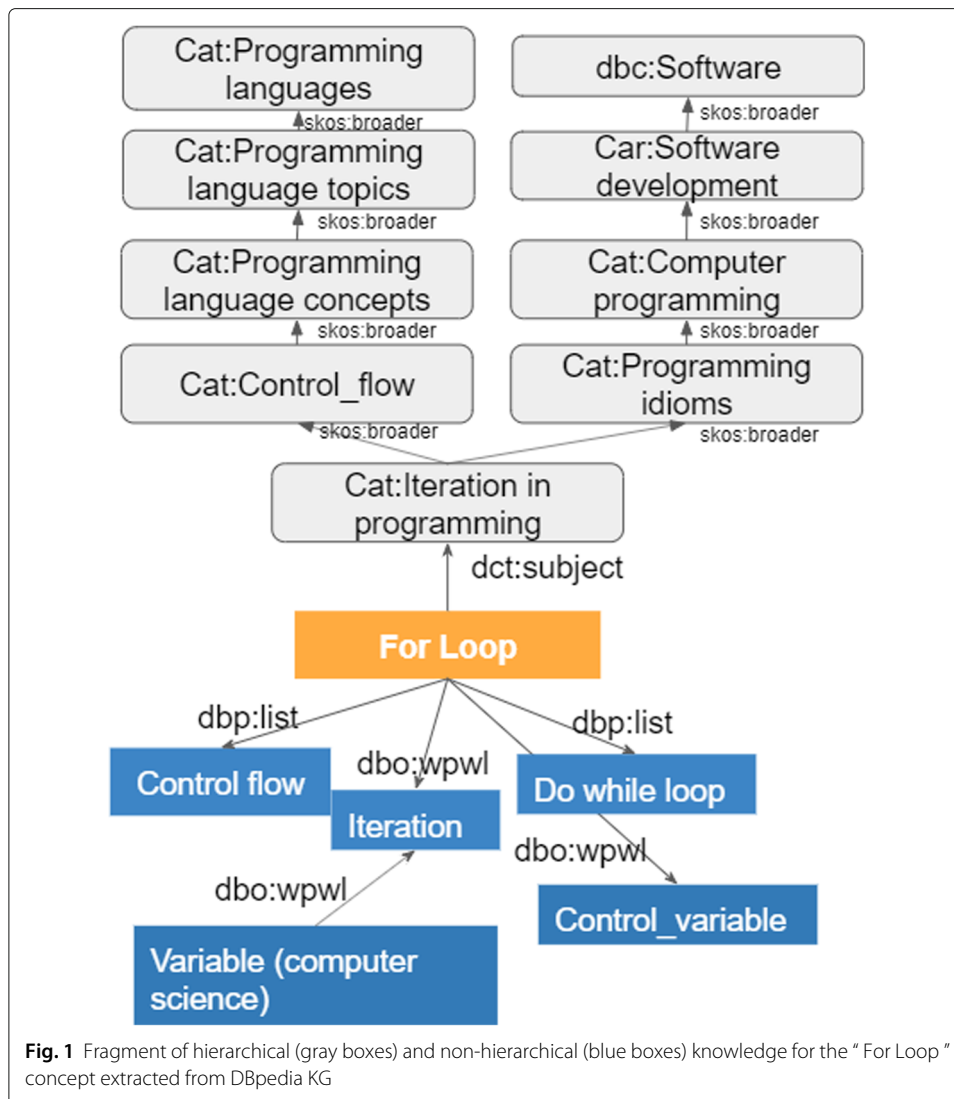 Cat:Programming
languages
dbc:Software
skos:broader
skos:broader
Cat:Programming
language topics
Car:Software
development
skos:broader
skos:broader
Cat:Programming
language concepts
Cat:Computer
programming
skos:broader
skos:broader
Cat:Control_flow
Cat:Programming
idioms
skos:broader
skos:broader
Cat:Iteration in
programming
dct:subject
For Loop
dbp:list
dbp:list
dbo:wpwl
Control flow
Do while loop
Iteration
dbo:wpwl
dbo:wpwl
Control_variable
Variable (computer
science)
Fig. 1 Fragment of hierarchical (gray boxes) and non-hierarchical (blue boxes) knowledge for the “ For Loop ”
concept extracted from DBpedia KG